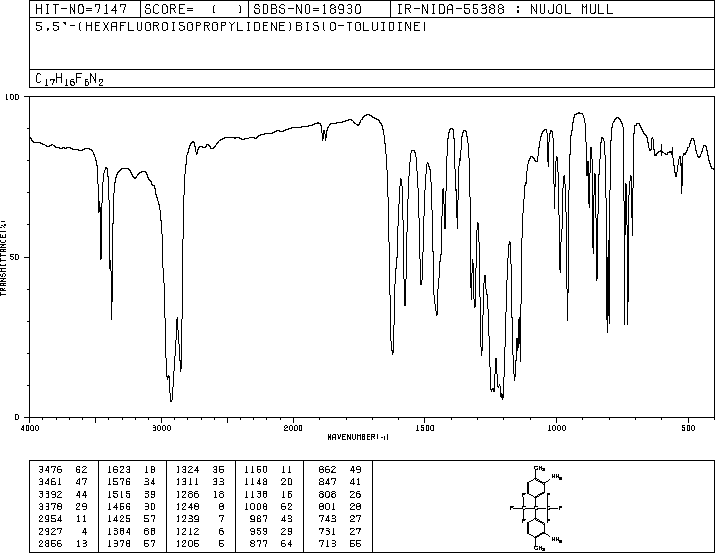 HIT-NO=7147 SCORE= ( ) SDBS-NO=18930 IR-NIDA-55388 : NUJOL MULL
5,5'-(HEXAFLUOROISOPROPYLIDENE)BIS(O-TOLUIDINE)
C17H16F6N2
100
50
0
TRANSMITTANCE(%)
4000 3000 2000 1500 1000 500
WAVENUMBER(-1)
3476 62 1623 18 1324 35 1160 11 862 49
3461 47 1576 34 1311 33 1148 20 847 41
3392 44 1515 39 1286 18 1138 16 808 26
3378 29 1456 30 1248 8 1008 62 801 28
2954 11 1425 57 1239 7 987 43 743 27
2927 4 1384 68 1212 6 959 29 731 27
2856 13 1378 57 1205 5 877 64 713 55
CH3
NH2
F F
F C C C F
F F
NH2
CH3